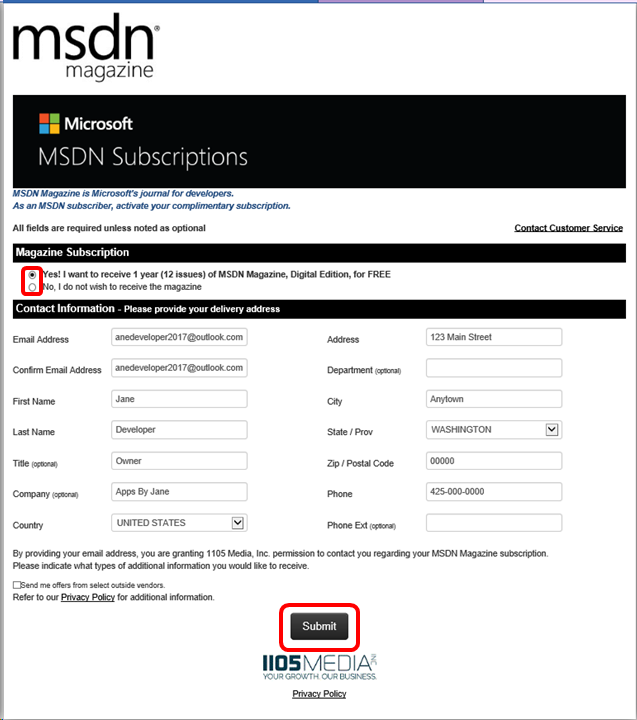 msdn®
magazine
Microsoft
MSDN Subscriptions
MSDN Magazine is Microsoft's journal for developers.
As an MSDN subscriber, activate your complimentary subscription.
All fields are required unless noted as optional Contact Customer Service
Magazine Subscription
Yes! I want to receive 1 year (12 issues) of MSDN Magazine, Digital Edition, for FREE
No, I do not wish to receive the magazine
Contact Information - Please provide your delivery address
Email Address anedeveloper2017@outlook.com Address 123 Main Street
Confirm Email Address anedeveloper2017@outlook.com Department (optional)
First Name Jane City Anytown
Last Name Developer State / Prov WASHINGTON
Title (optional) Owner Zip / Postal Code 00000
Company (optional) Apps By Jane Phone 425-000-0000
Country UNITED STATES Phone Ext (optional)
By providing your email address, you are granting 1105 Media, Inc. permission to contact you regarding your MSDN Magazine subscription.
Please indicate what types of additional information you would like to receive.
Send me offers from select outside vendors.
Refer to our Privacy Policy for additional information.
Submit
1105 MEDIA INC
YOUR GROWTH. OUR BUSINESS.
Privacy Policy